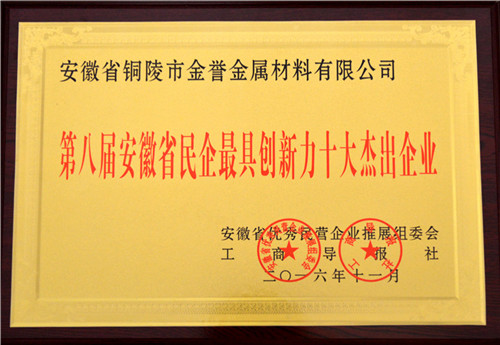 安徽省铜陵市金誉金属材料有限公司
第八届安徽省民企最具创新力十大杰出企业
安徽省优秀民营企业推展组委会
工商导报社
二〇一六年十一月